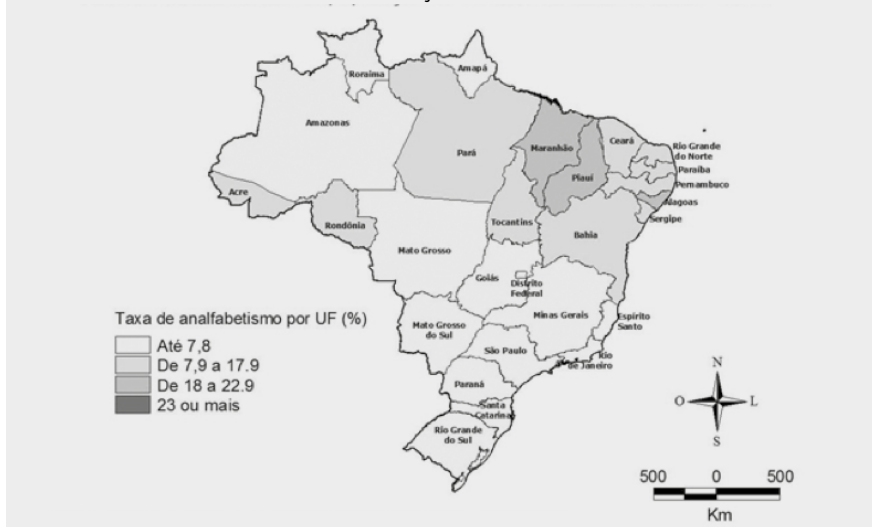 Roraima
Amapá
Amazonas
Pará
Maranhão
Ceará
Rio Grande
do Norte
Piauí
Paraíba
Pernambuco
Acre
Alagoas
Sergipe
Rondônia
Tocantins
Bahia
Mato Grosso
Goiás
Distrito
Federal
Minas Gerais
Espírito
Santo
Mato Grosso
do Sul
São Paulo
Rio
de Janeiro
Paraná
Santa
Catarina
Rio Grande
do Sul
Taxa de analfabetismo por UF (%)
Até 7,8
De 7,9 a 17.9
De 18 a 22.9
23 ou mais
N
O
L
S
500 0 500
Km